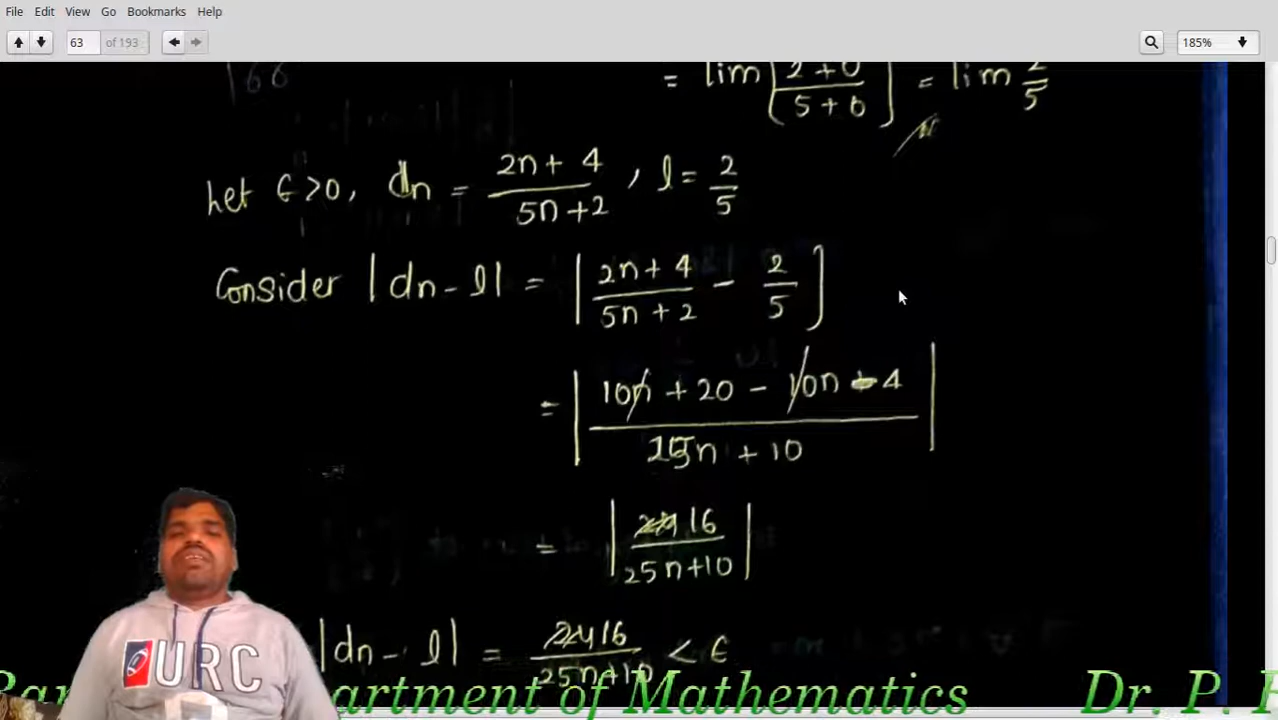 File Edit View Go Bookmarks Help
63 of 193 185%
= lim [ 2+0 / 5+0 ] = lim 2/5
Let ϵ>0, dn = 2n+4 / 5n+2 , l = 2/5
Consider |dn - l| = | 2n+4 / 5n+2 - 2/5 |
= | 10n + 20 - 10n - 4 / 25n + 10 |
= | 16 / 25n+10 |
|dn - l| = 16 / 25n+10 < ϵ
URC
artment of Mathematics Dr. P.